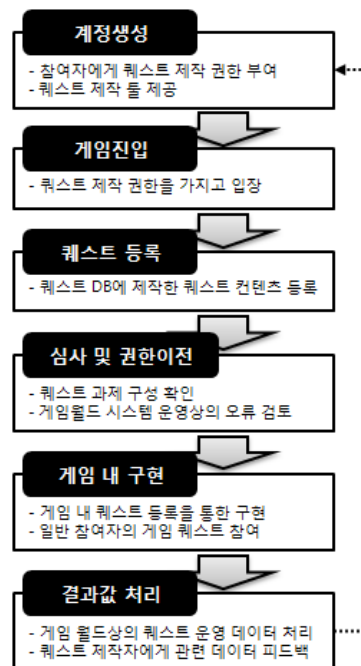 계정생성
- 참여자에게 퀘스트 제작 권한 부여
- 퀘스트 제작 툴 제공
게임진입
- 퀘스트 제작 권한을 가지고 입장
퀘스트 등록
- 퀘스트 DB에 제작한 퀘스트 컨텐츠 등록
심사 및 권한이전
- 퀘스트 과제 구성 확인
- 게임월드 시스템 운영상의 오류 검토
게임 내 구현
- 게임 내 퀘스트 등록을 통한 구현
- 일반 참여자의 게임 퀘스트 참여
결과값 처리
- 게임 월드상의 퀘스트 운영 데이터 처리
- 퀘스트 제작자에게 관련 데이터 피드백